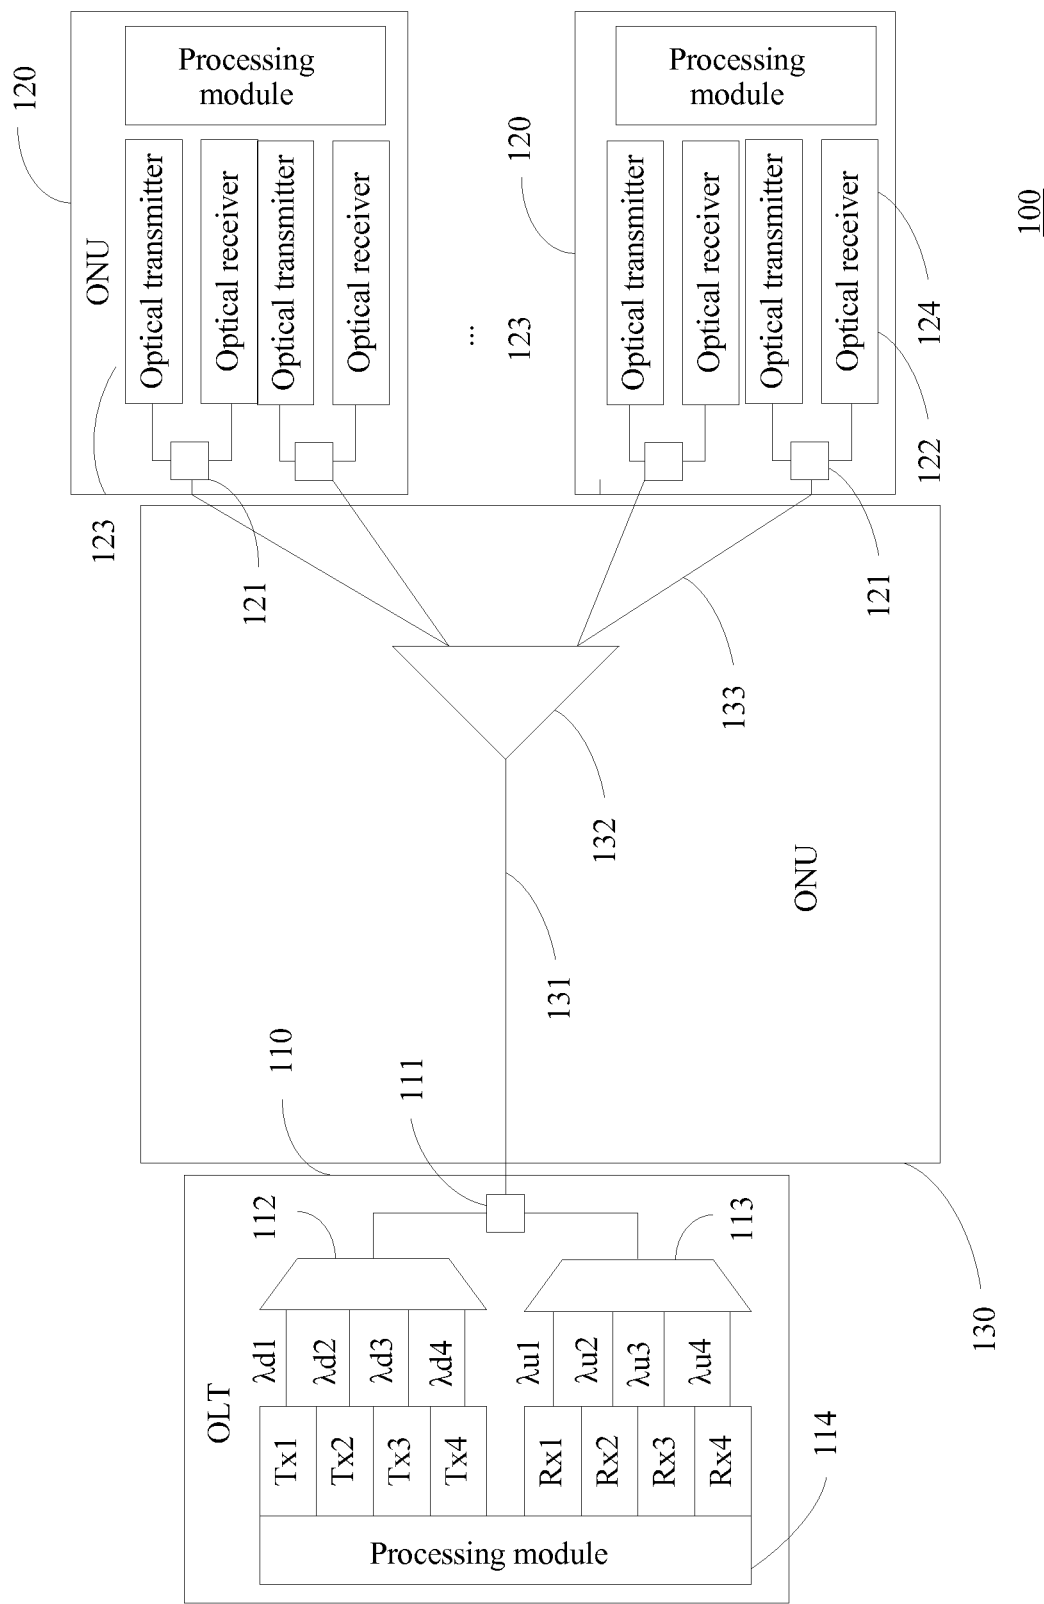 120
Processing
module
ONU
Optical transmitter
Optical receiver
Optical transmitter
Optical receiver
123
121
...
123
120
Processing
module
Optical transmitter
Optical receiver
Optical transmitter
Optical receiver
124
122
121
100
133
132
131
ONU
130
110
111
112
113
OLT
λd1
λd2
λd3
λd4
λu1
λu2
λu3
λu4
Tx1
Tx2
Tx3
Tx4
Rx1
Rx2
Rx3
Rx4
Processing module
114